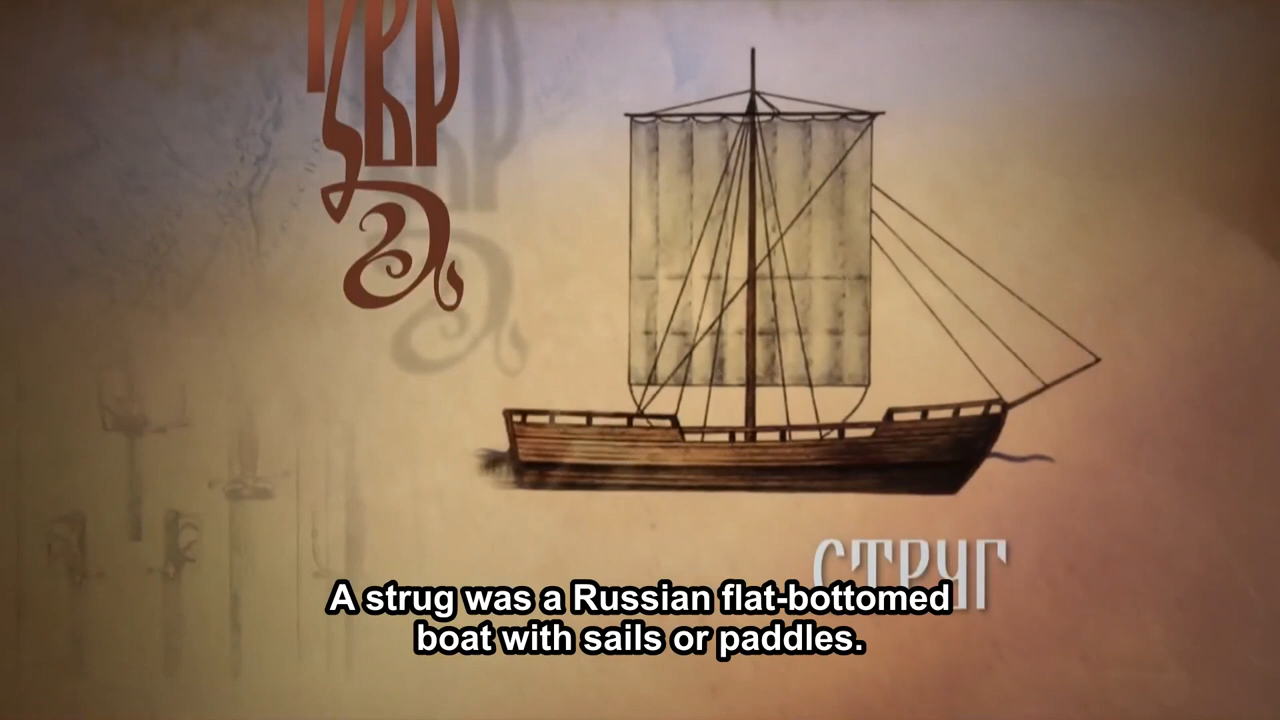 СТРУГ
A strug was a Russian flat-bottomed
boat with sails or paddles.